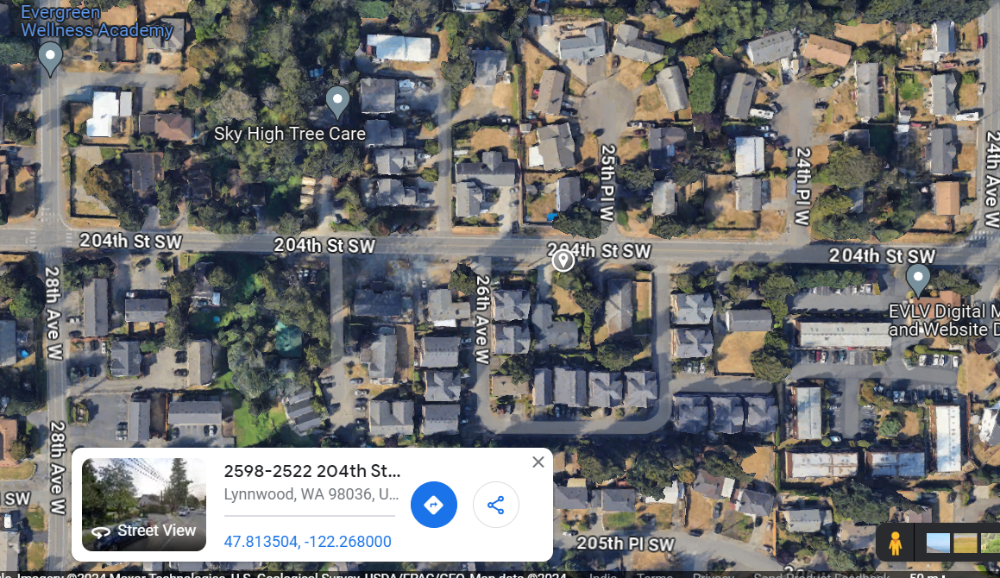 Evergreen
Wellness Academy
Sky High Tree Care
25th Pl W
24th Pl W
24th Ave W
204th St SW
204th St SW
204th St SW
204th St SW
28th Ave W
26th Ave W
EVLV Digital M
and Website D
28th Ave W
SW
2598-2522 204th St...
Lynnwood, WA 98036, U...
Street View
47.813504, -122.268000
205th Pl SW
Imagery ©2024 Maxar Technologies, U.S. Geological Survey, USDA/FPAC/GEO, Map data ©2024
India
Terms
Privacy
Send Product Feedback
50 m